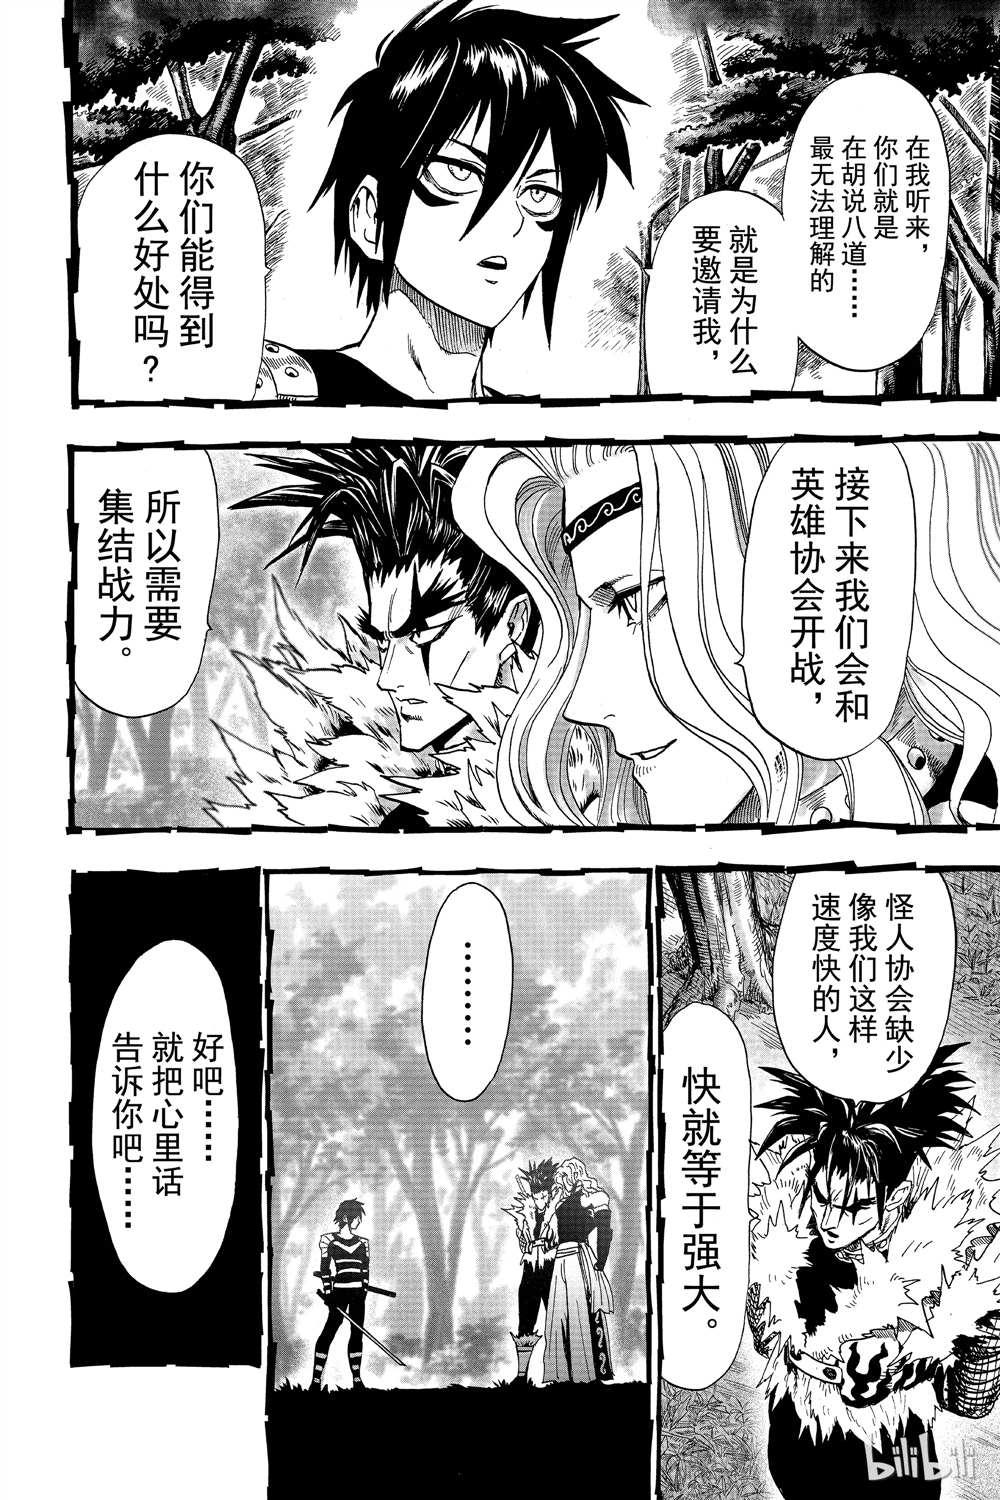 在我听来，
你们就是
在胡说八道……
最无法理解的
就是为什么
要邀请我，
你们能得到
什么好处吗？
接下来我们会和
英雄协会开战，
所以需要
集结战力。
怪人协会缺少
像我们这样
速度快的人，
快就等于强大。
………
好吧……
就把心里话
告诉你吧……
bilibili